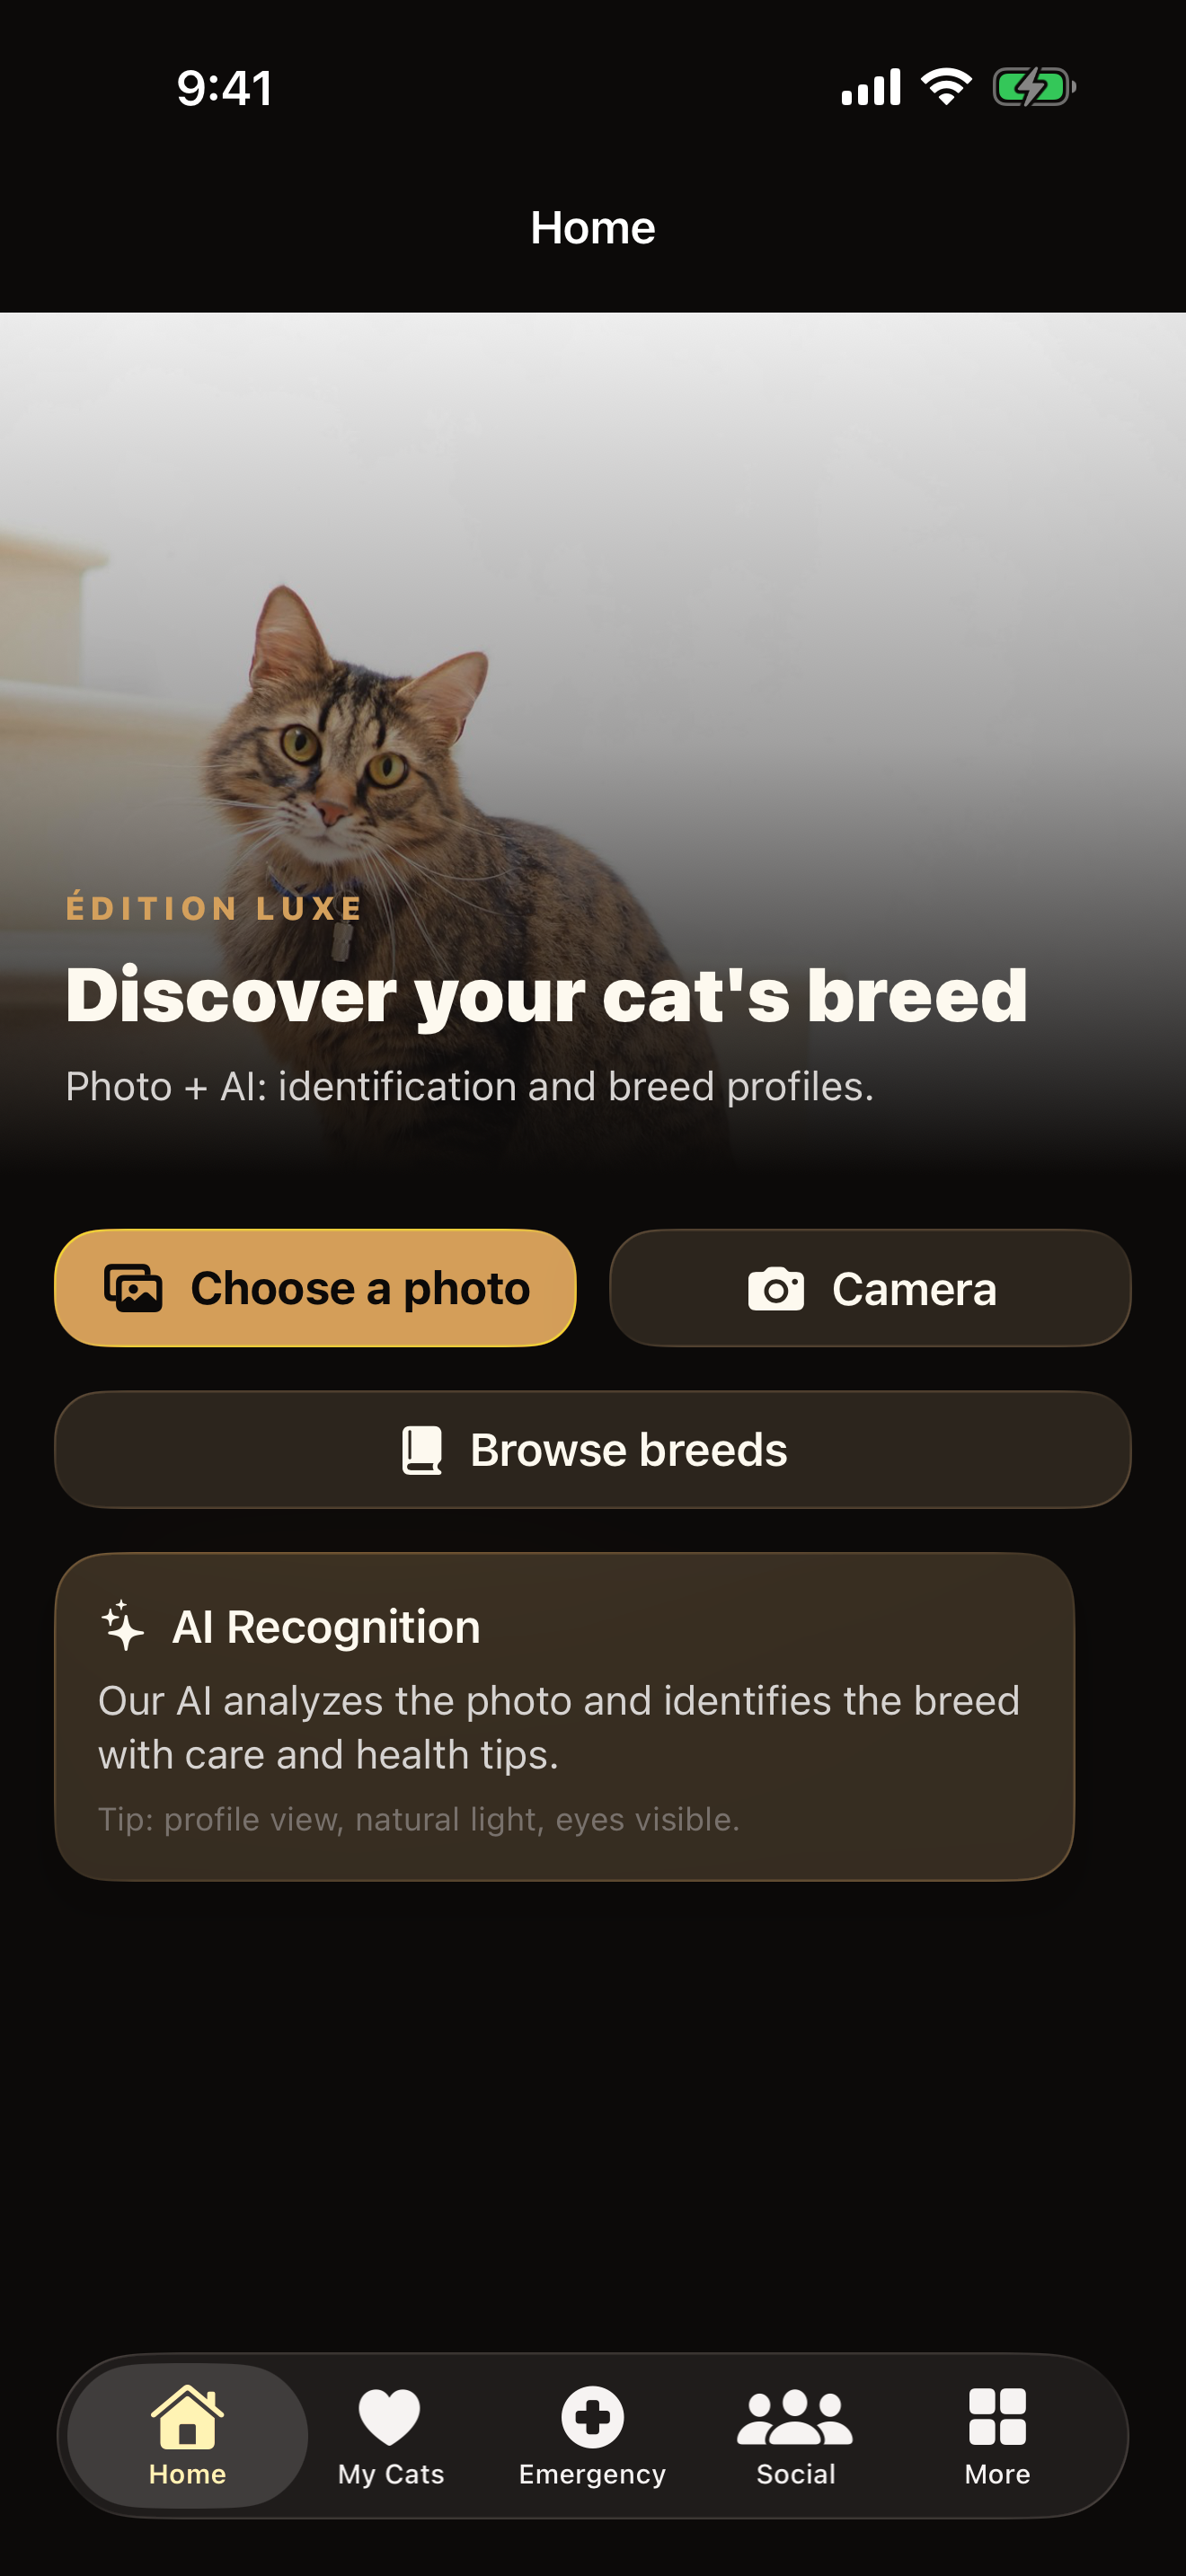 9:41
Home
ÉDITION LUXE
Discover your cat's breed
Photo + AI: identification and breed profiles.
Choose a photo
Camera
Browse breeds
AI Recognition
Our AI analyzes the photo and identifies the breed
with care and health tips.
Tip: profile view, natural light, eyes visible.
Home
My Cats
Emergency
Social
More